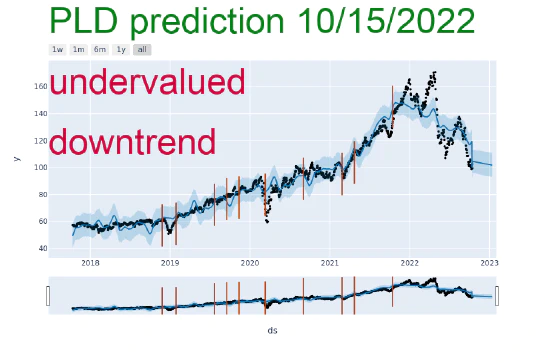 PLD prediction 10/15/2022
1w 1m 6m 1y all
undervalued
downtrend
y
160
140
120
100
80
60
40
2018 2019 2020 2021 2022 2023
ds